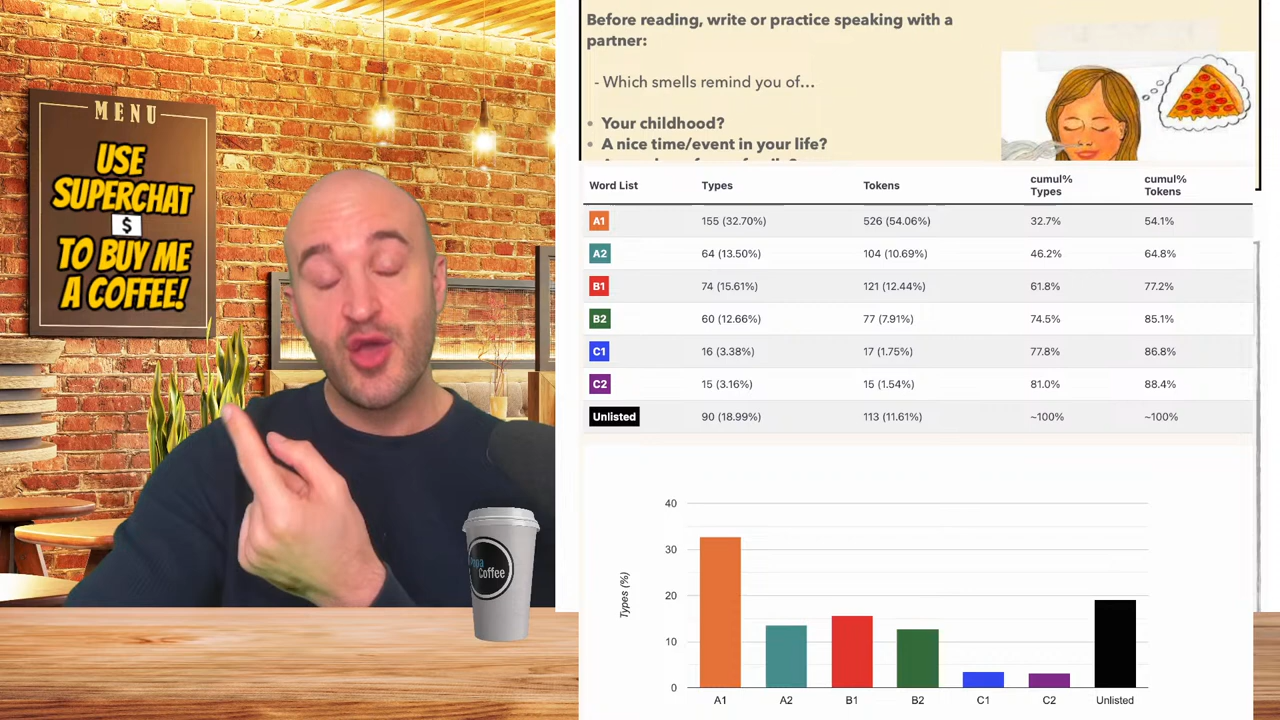 MENU
USE
SUPERCHAT
$
TO BUY ME
A COFFEE!
Coffee
Before reading, write or practice speaking with a
partner:
- Which smells remind you of...
• Your childhood?
• A nice time/event in your life?
Word List Types Tokens cumul% Types cumul% Tokens
A1 155 (32.70%) 526 (54.06%) 32.7% 54.1%
A2 64 (13.50%) 104 (10.69%) 46.2% 64.8%
B1 74 (15.61%) 121 (12.44%) 61.8% 77.2%
B2 60 (12.66%) 77 (7.91%) 74.5% 85.1%
C1 16 (3.38%) 17 (1.75%) 77.8% 86.8%
C2 15 (3.16%) 15 (1.54%) 81.0% 88.4%
Unlisted 90 (18.99%) 113 (11.61%) ~100% ~100%
Types (%)
40
30
20
10
0
A1 A2 B1 B2 C1 C2 Unlisted